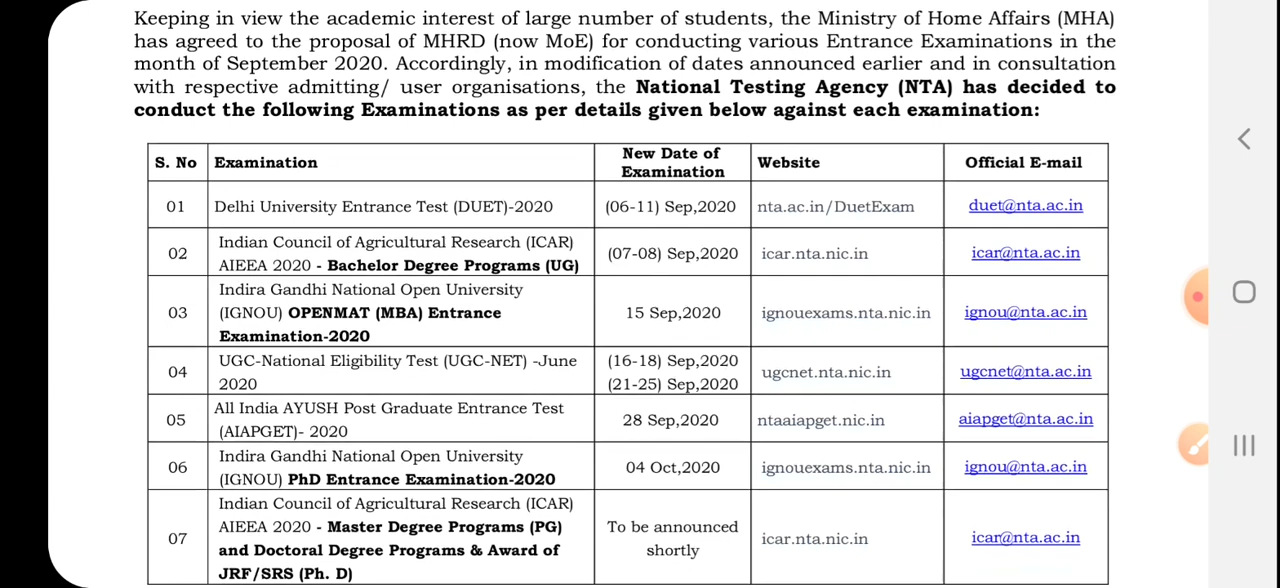 Keeping in view the academic interest of large number of students, the Ministry of Home Affairs (MHA)
has agreed to the proposal of MHRD (now MoE) for conducting various Entrance Examinations in the
month of September 2020. Accordingly, in modification of dates announced earlier and in consultation
with respective admitting/ user organisations, the National Testing Agency (NTA) has decided to
conduct the following Examinations as per details given below against each examination:
S. No Examination New Date of Examination Website Official E-mail
01 Delhi University Entrance Test (DUET)-2020 (06-11) Sep,2020 nta.ac.in/DuetExam duet@nta.ac.in
02 Indian Council of Agricultural Research (ICAR)
AIEEA 2020 - Bachelor Degree Programs (UG) (07-08) Sep,2020 icar.nta.nic.in icar@nta.ac.in
03 Indira Gandhi National Open University
(IGNOU) OPENMAT (MBA) Entrance
Examination-2020 15 Sep,2020 ignouexams.nta.nic.in ignou@nta.ac.in
04 UGC-National Eligibility Test (UGC-NET) -June
2020 (16-18) Sep,2020
(21-25) Sep,2020 ugcnet.nta.nic.in ugcnet@nta.ac.in
05 All India AYUSH Post Graduate Entrance Test
(AIAPGET)- 2020 28 Sep,2020 ntaaiapget.nic.in aiapget@nta.ac.in
06 Indira Gandhi National Open University
(IGNOU) PhD Entrance Examination-2020 04 Oct,2020 ignouexams.nta.nic.in ignou@nta.ac.in
07 Indian Council of Agricultural Research (ICAR)
AIEEA 2020 - Master Degree Programs (PG)
and Doctoral Degree Programs & Award of
JRF/SRS (Ph. D) To be announced
shortly icar.nta.nic.in icar@nta.ac.in